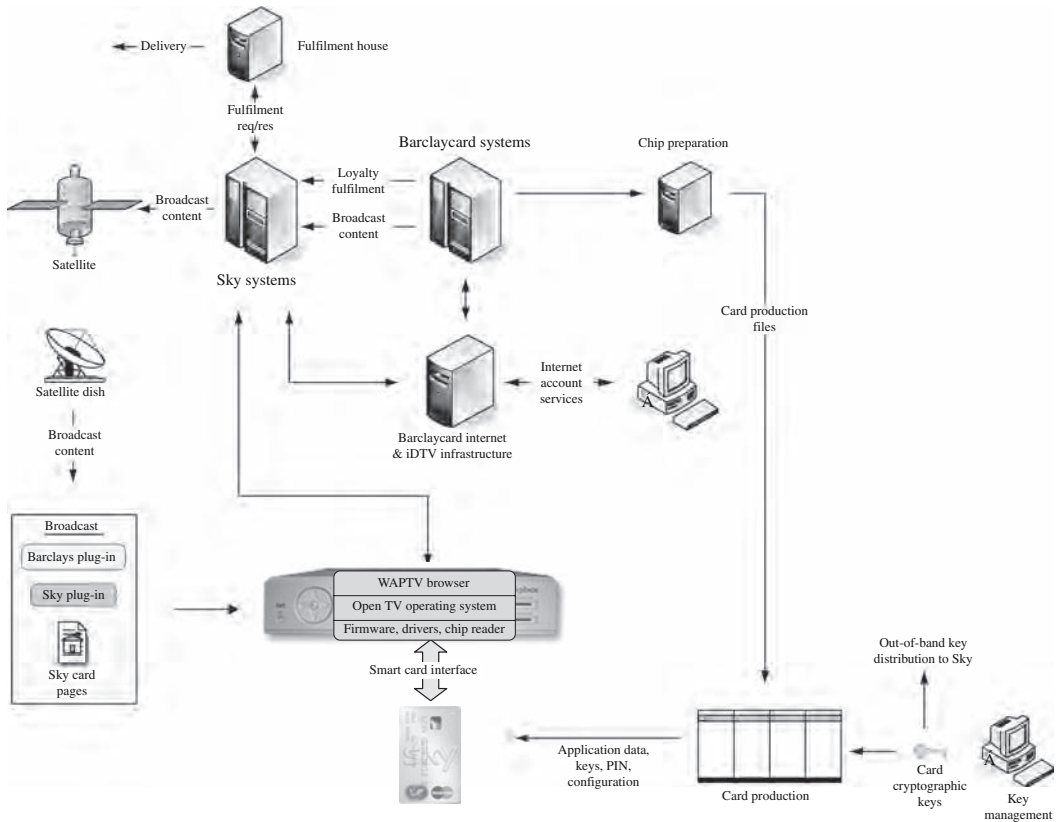 Delivery
Fulfilment house
Fulfilment
req/res
Barclaycard systems
Chip preparation
Loyalty
fulfilment
Broadcast
content
Broadcast
content
Satellite
Sky systems
Card production
files
Satellite dish
Internet
account
services
A
Broadcast
content
Barclaycard internet
& iDTV infrastructure
Broadcast
Barclays plug-in
Sky plug-in
Sky card
pages
WAPTV browser
Open TV operating system
Firmware, drivers, chip reader
Smart card interface
Out-of-band key
distribution to Sky
Application data,
keys, PIN,
configuration
Card production
Card
cryptographic
keys
A
Key
management